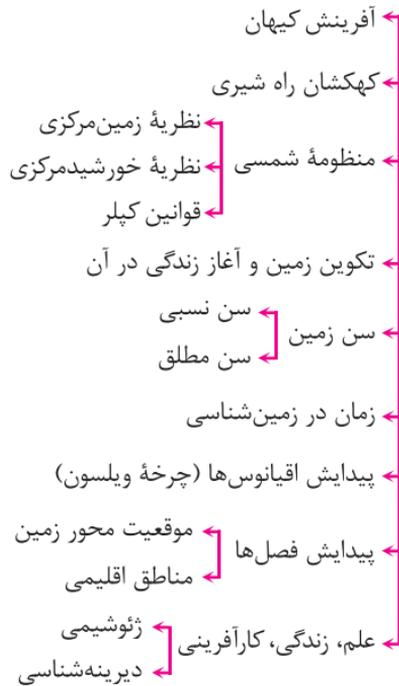 آفرینش کیهان
کهکشان راه شیری
منظومهٔ شمسی
نظریهٔ زمین‌مرکزی
نظریهٔ خورشیدمرکزی
قوانین کپلر
تکوین زمین و آغاز زندگی در آن
سن زمین
سن نسبی
سن مطلق
زمان در زمین‌شناسی
پیدایش اقیانوس‌ها (چرخهٔ ویلسون)
پیدایش فصل‌ها
موقعیت محور زمین
مناطق اقلیمی
علم، زندگی، کارآفرینی
ژئوشیمی
دیرینه‌شناسی